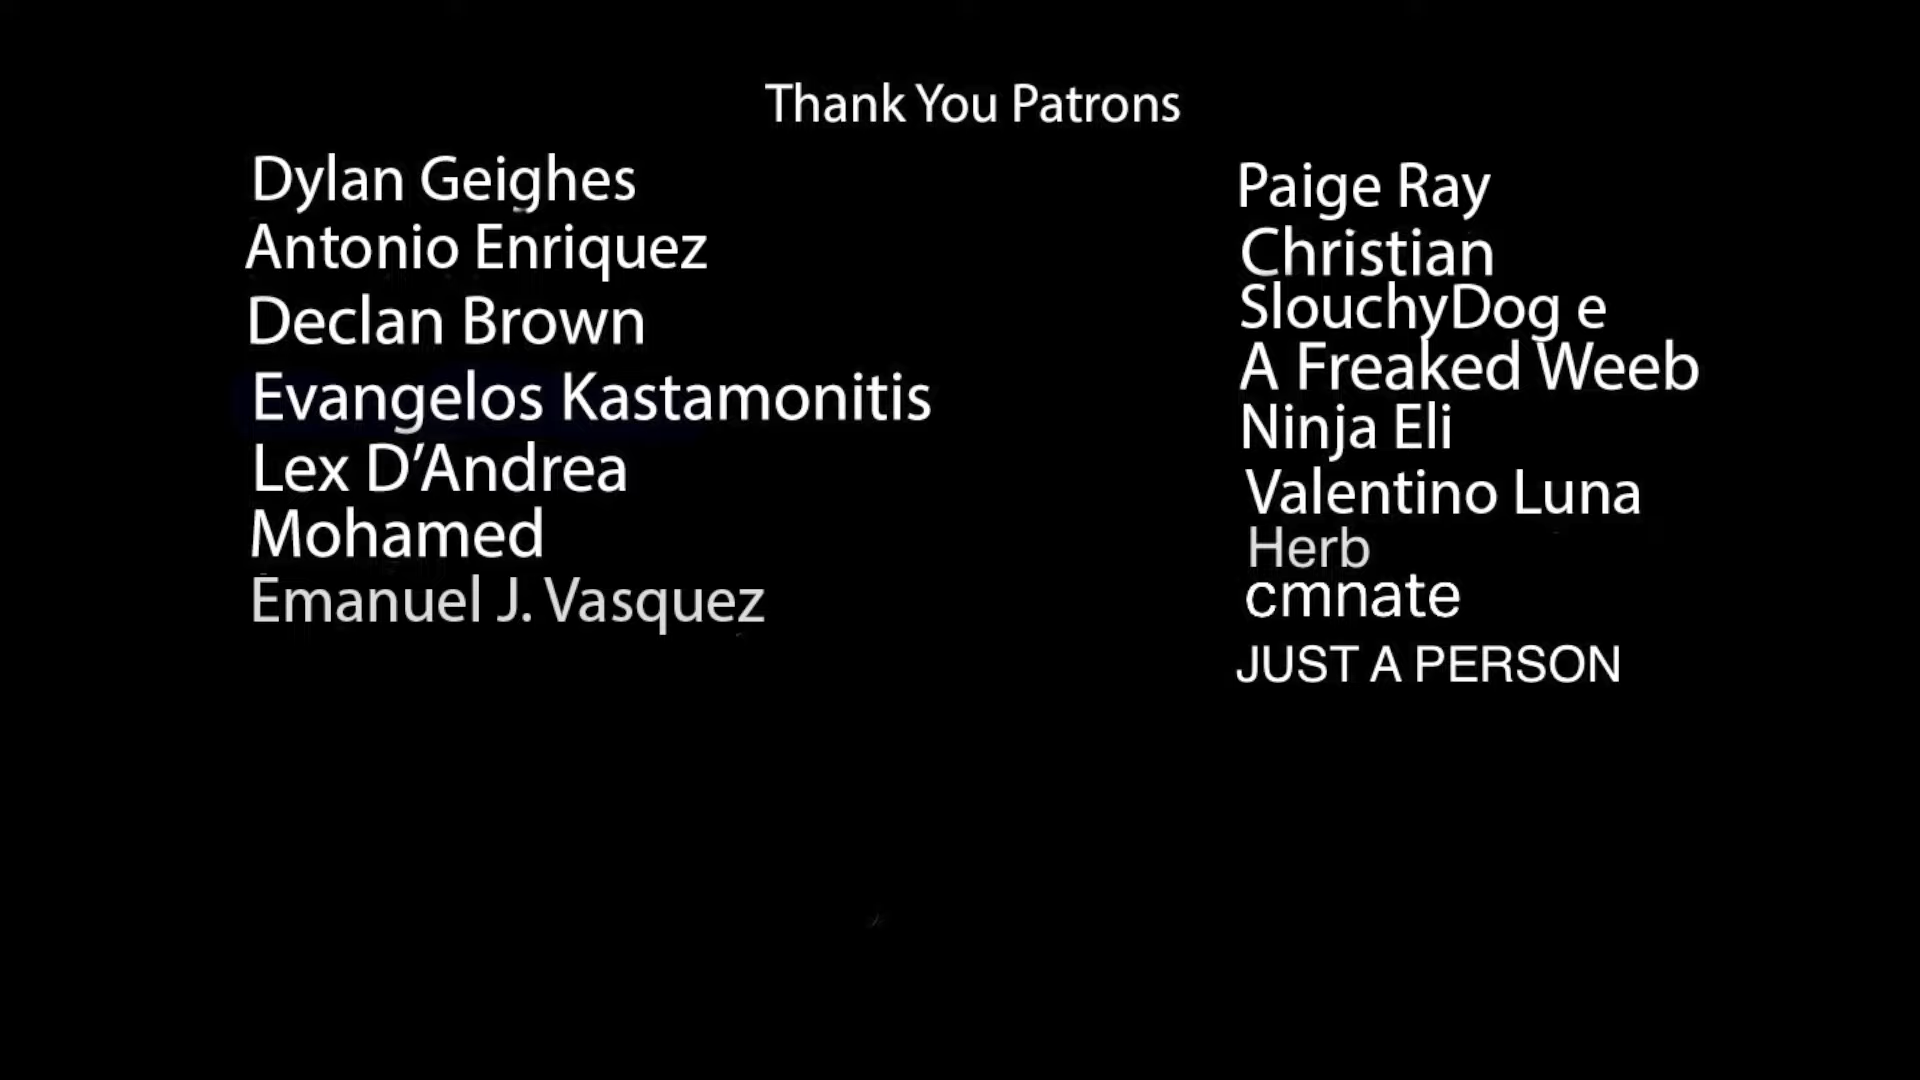 Thank You Patrons
Dylan Geighes
Antonio Enriquez
Declan Brown
Evangelos Kastamonitis
Lex D’Andrea
Mohamed
Emanuel J. Vasquez
Paige Ray
Christian
SlouchyDog e
A Freaked Weeb
Ninja Eli
Valentino Luna
Herb
cmnate
JUST A PERSON